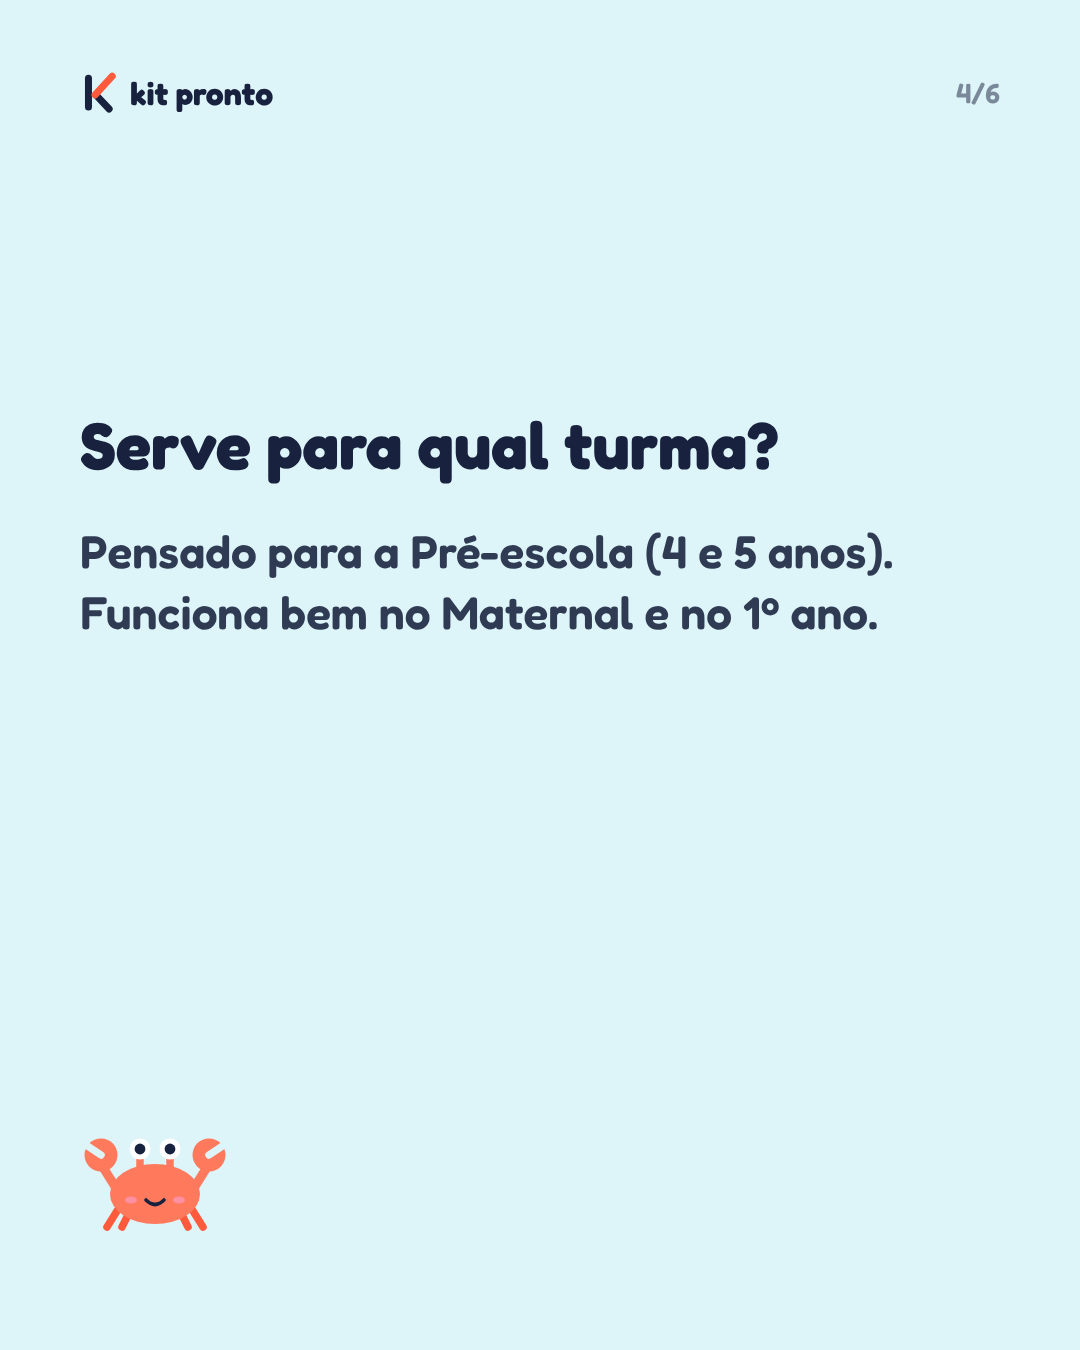 kit pronto
4/6
Serve para qual turma?
Pensado para a Pré-escola (4 e 5 anos).
Funciona bem no Maternal e no 1º ano.